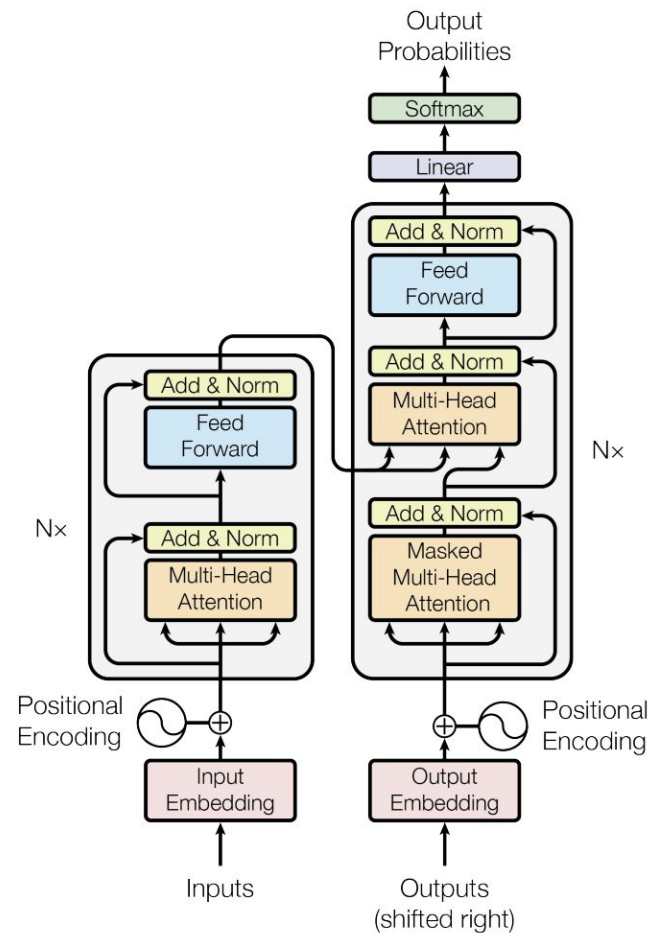 Output
Probabilities
Softmax
Linear
Add & Norm
Feed
Forward
Add & Norm
Multi-Head
Attention
Add & Norm
Masked
Multi-Head
Attention
Nx
Add & Norm
Feed
Forward
Add & Norm
Multi-Head
Attention
Nx
Positional
Encoding
Positional
Encoding
Input
Embedding
Output
Embedding
Inputs
Outputs
(shifted right)